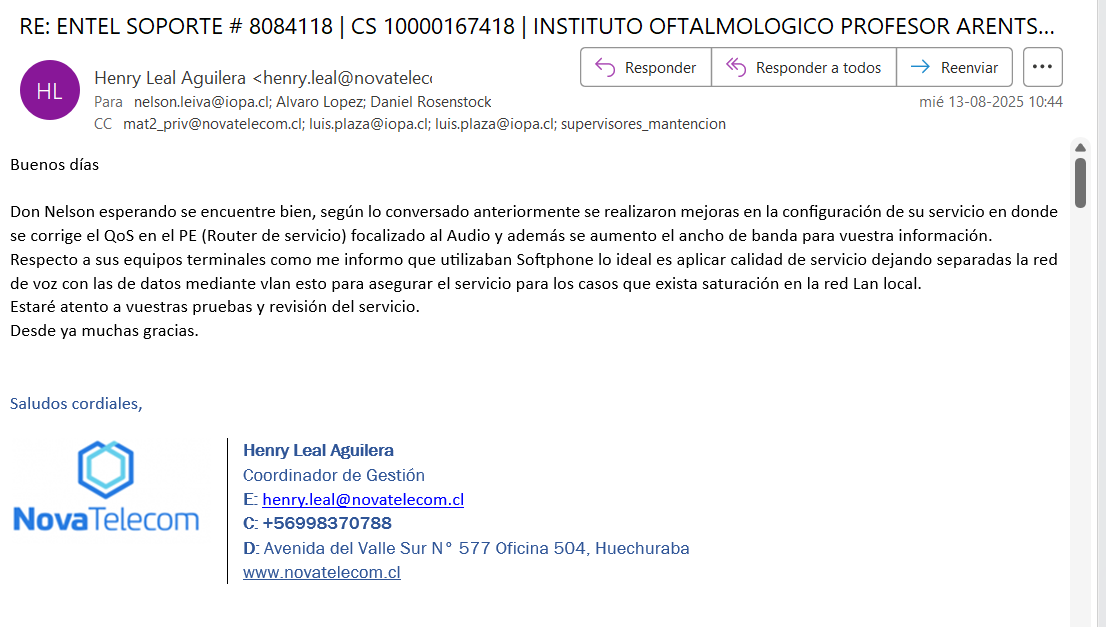 RE: ENTEL SOPORTE # 8084118 | CS 10000167418 | INSTITUTO OFTALMOLOGICO PROFESOR ARENTS...
HL
Henry Leal Aguilera <henry.leal@novatelec
Responder
Responder a todos
Reenviar
Para nelson.leiva@iopa.cl; Alvaro Lopez; Daniel Rosenstock
mié 13-08-2025 10:44
CC mat2_priv@novatelecom.cl; luis.plaza@iopa.cl; luis.plaza@iopa.cl; supervisores_mantencion
Buenos días
Don Nelson esperando se encuentre bien, según lo conversado anteriormente se realizaron mejoras en la configuración de su servicio en donde
se corrige el QoS en el PE (Router de servicio) focalizado al Audio y además se aumento el ancho de banda para vuestra información.
Respecto a sus equipos terminales como me informo que utilizaban Softphone lo ideal es aplicar calidad de servicio dejando separadas la red
de voz con las de datos mediante vlan esto para asegurar el servicio para los casos que exista saturación en la red Lan local.
Estaré atento a vuestras pruebas y revisión del servicio.
Desde ya muchas gracias.
Saludos cordiales,
NovaTelecom
Henry Leal Aguilera
Coordinador de Gestión
E: henry.leal@novatelecom.cl
C: +56998370788
D: Avenida del Valle Sur N° 577 Oficina 504, Huechuraba
www.novatelecom.cl